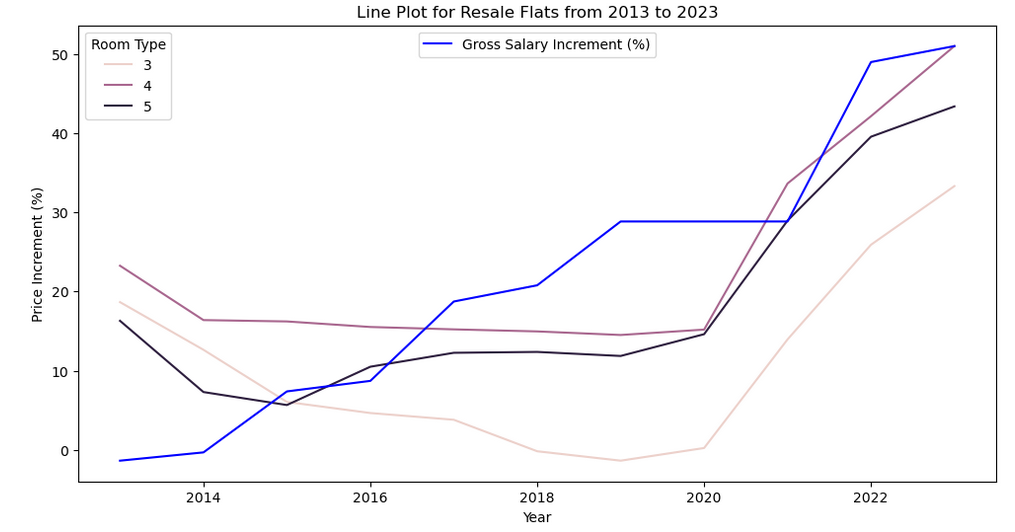 Line Plot for Resale Flats from 2013 to 2023
Room Type
3
4
5
Gross Salary Increment (%)
Price Increment (%)
50
40
30
20
10
0
2014
2016
2018
2020
2022
Year